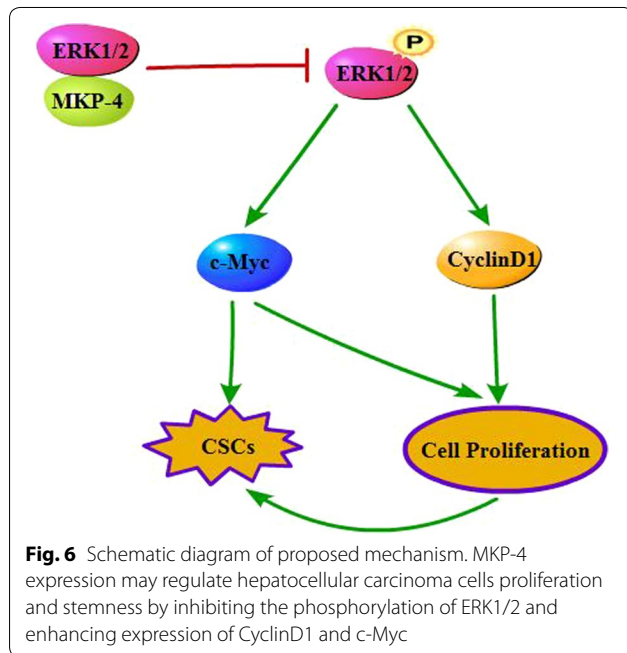 ERK1/2
MKP-4
P
ERK1/2
c-Myc
CyclinD1
CSCs
Cell Proliferation
Fig. 6 Schematic diagram of proposed mechanism. MKP-4
expression may regulate hepatocellular carcinoma cells proliferation
and stemness by inhibiting the phosphorylation of ERK1/2 and
enhancing expression of CyclinD1 and c-Myc